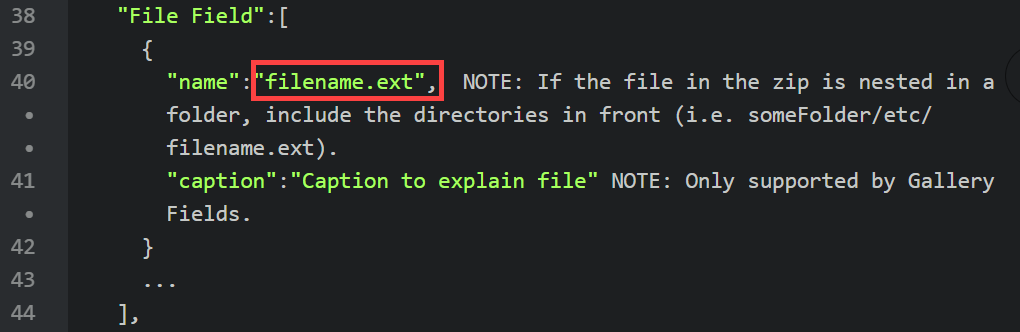 38 "File Field":[
39 {
40 "name":"filename.ext", NOTE: If the file in the zip is nested in a
• folder, include the directories in front (i.e. someFolder/etc/
• filename.ext).
41 "caption":"Caption to explain file" NOTE: Only supported by Gallery
• Fields.
42 }
43 ...
44 ],